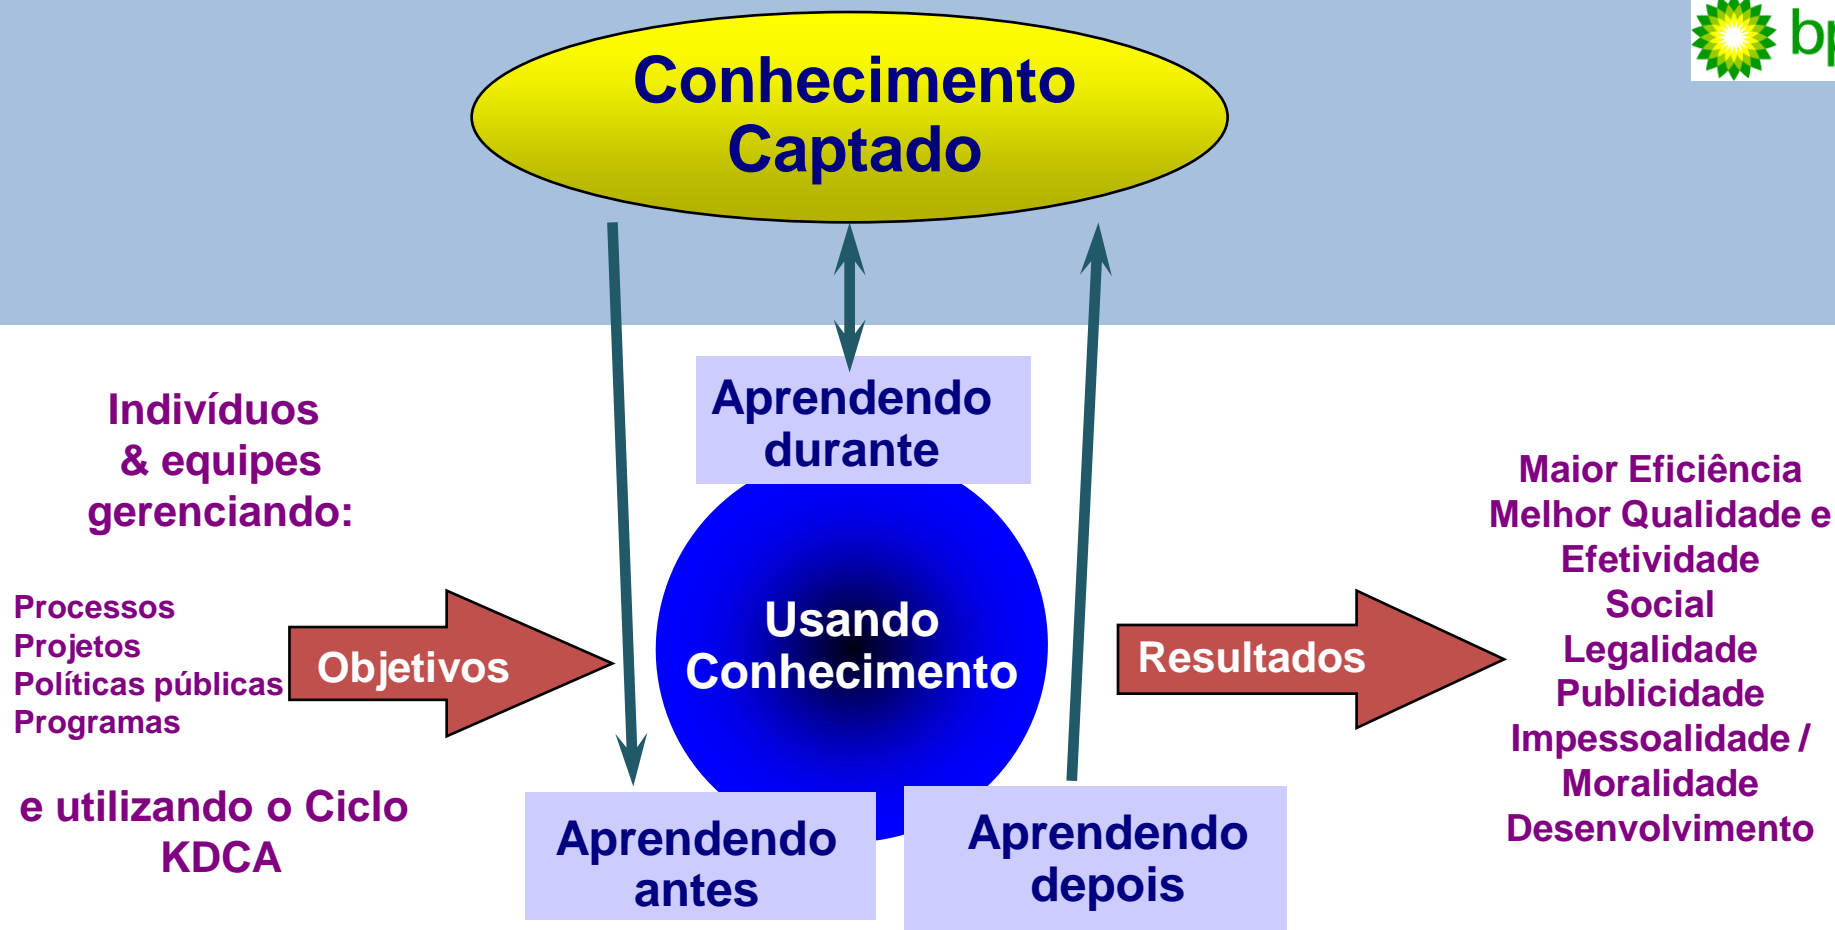 Conhecimento
Captado
bp
Aprendendo
durante
Indivíduos
& equipes
gerenciando:
Processos
Projetos
Políticas públicas
Programas
e utilizando o Ciclo
KDCA
Objetivos
Usando
Conhecimento
Resultados
Aprendendo
antes
Aprendendo
depois
Maior Eficiência
Melhor Qualidade e
Efetividade
Social
Legalidade
Publicidade
Impessoalidade /
Moralidade
Desenvolvimento